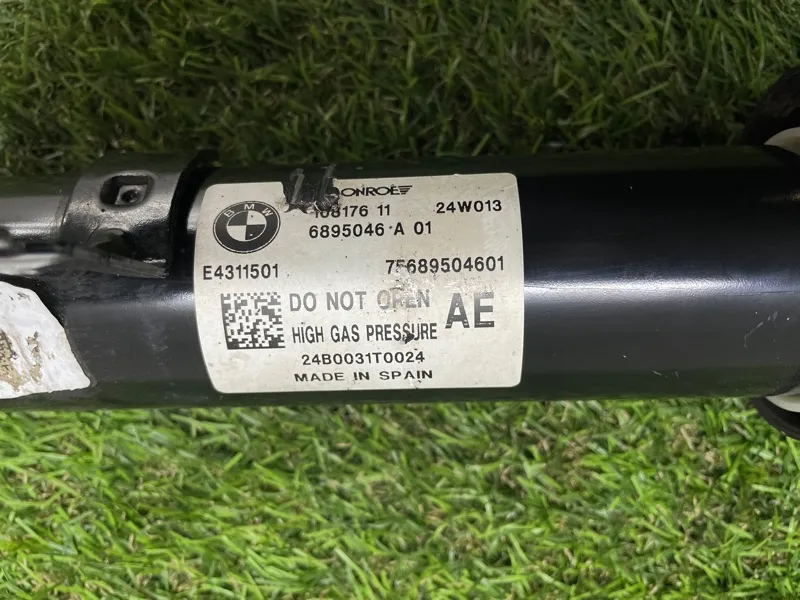 BMW
MONROE
108176 11 24W013
6895046 A 01
E4311501 75689504601
DO NOT OPEN
HIGH GAS PRESSURE
AE
24B0031T0024
MADE IN SPAIN